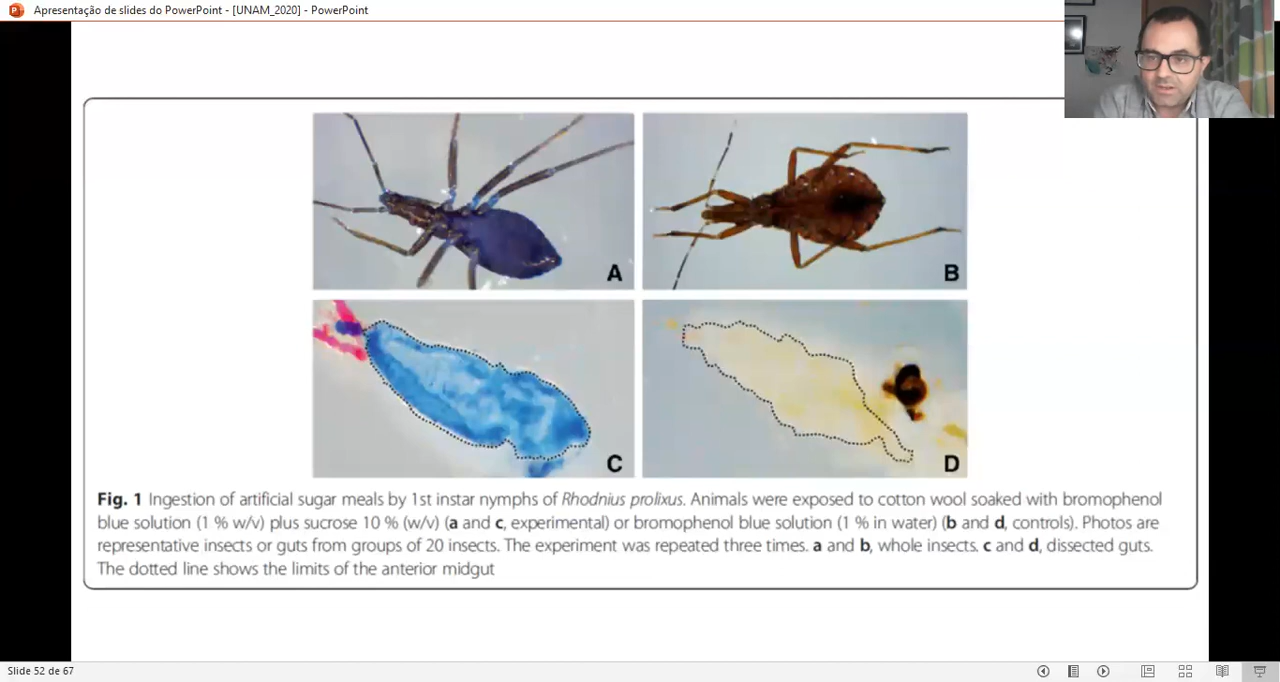 Apresentação de slides do PowerPoint - [UNAM_2020] - PowerPoint
A
B
C
D
Fig. 1 Ingestion of artificial sugar meals by 1st instar nymphs of Rhodnius prolixus. Animals were exposed to cotton wool soaked with bromophenol
blue solution (1 % w/v) plus sucrose 10 % (w/v) (a and c, experimental) or bromophenol blue solution (1 % in water) (b and d, controls). Photos are
representative insects or guts from groups of 20 insects. The experiment was repeated three times. a and b, whole insects. c and d, dissected guts.
The dotted line shows the limits of the anterior midgut
Slide 52 de 67